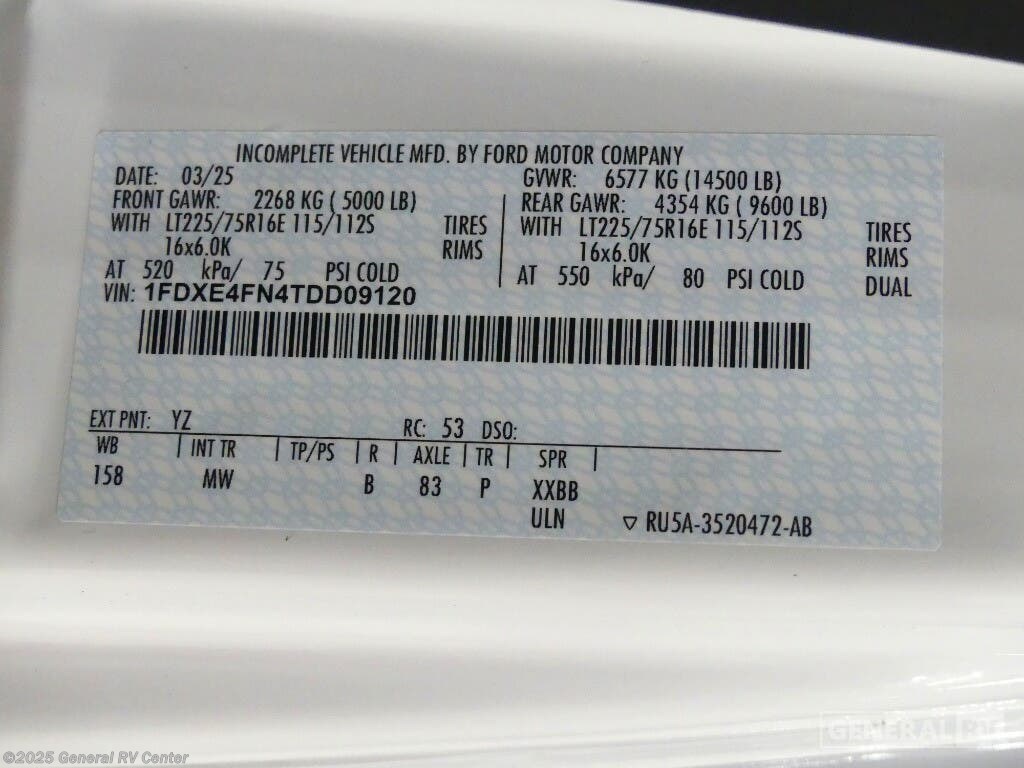 INCOMPLETE VEHICLE MFD. BY FORD MOTOR COMPANY
DATE: 03/25 GVWR: 6577 KG (14500 LB)
FRONT GAWR: 2268 KG ( 5000 LB) REAR GAWR: 4354 KG ( 9600 LB)
WITH LT225/75R16E 115/112S TIRES WITH LT225/75R16E 115/112S TIRES
16x6.0K RIMS 16x6.0K RIMS
AT 520 kPa/ 75 PSI COLD AT 550 kPa/ 80 PSI COLD DUAL
VIN: 1FDXE4FN4TDD09120
EXT PNT: YZ RC: 53 DSO:
WB INT TR TP/PS R AXLE TR SPR
158 MW B 83 P XXBB
ULN ▽ RU5A-3520472-AB
GENERAL RV
©2025 General RV Center